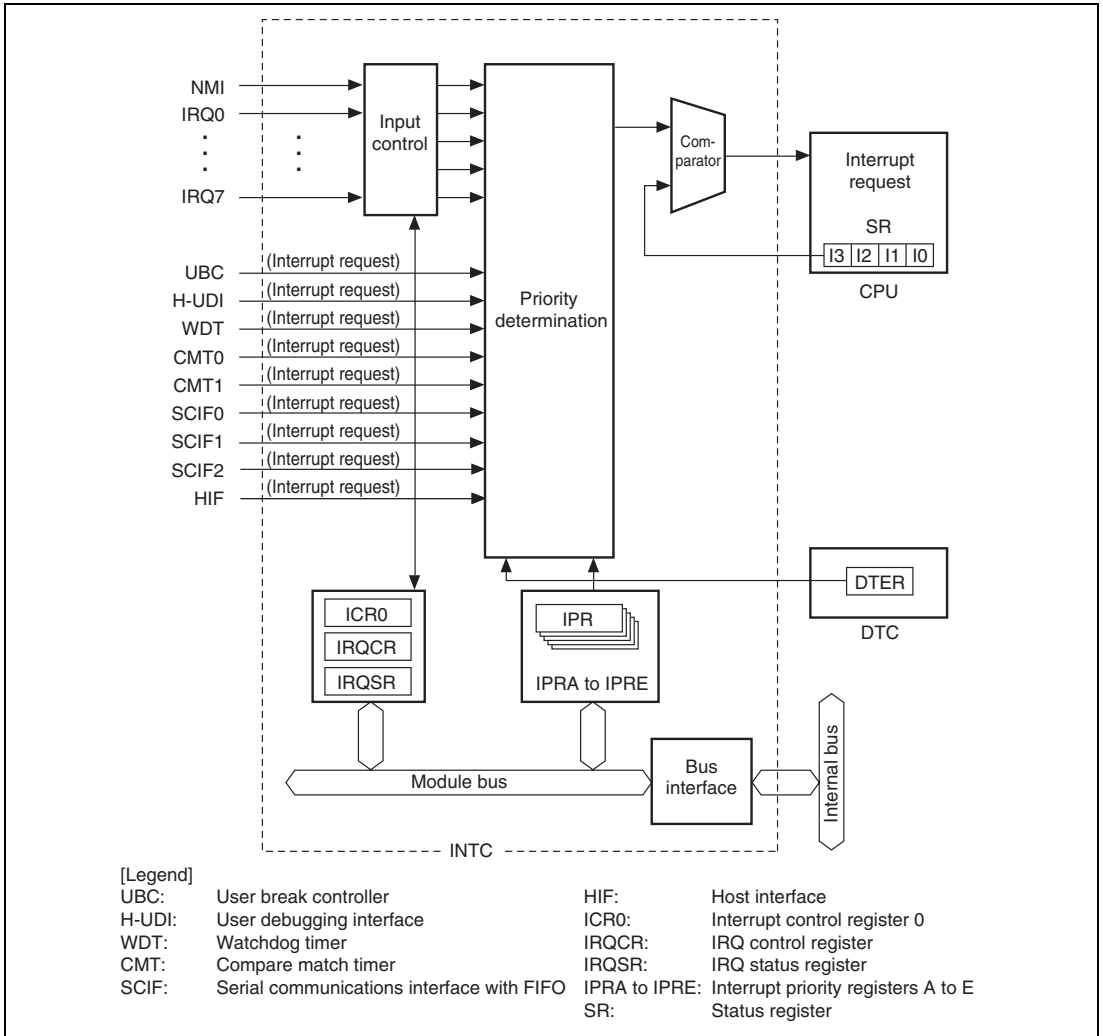 NMI
IRQ0
IRQ7
Input
control
UBC (Interrupt request)
H-UDI (Interrupt request)
WDT (Interrupt request)
CMT0 (Interrupt request)
CMT1 (Interrupt request)
SCIF0 (Interrupt request)
SCIF1 (Interrupt request)
SCIF2 (Interrupt request)
HIF (Interrupt request)
Priority
determination
Com-
parator
Interrupt
request
SR
I3 I2 I1 I0
CPU
DTER
DTC
ICR0
IRQCR
IRQSR
IPR
IPRA to IPRE
Module bus
Bus
interface
Internal bus
INTC
[Legend]
UBC: User break controller
H-UDI: User debugging interface
WDT: Watchdog timer
CMT: Compare match timer
SCIF: Serial communications interface with FIFO
HIF: Host interface
ICR0: Interrupt control register 0
IRQCR: IRQ control register
IRQSR: IRQ status register
IPRA to IPRE: Interrupt priority registers A to E
SR: Status register